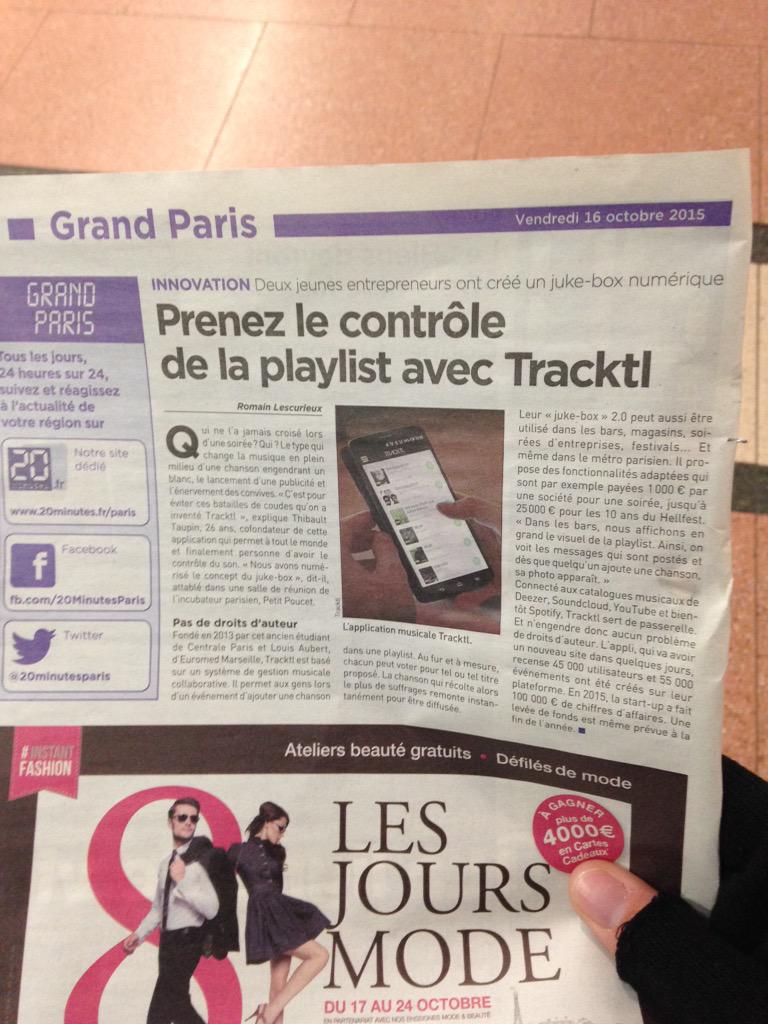 Grand Paris
Vendredi 16 octobre 2015
GRAND
PARIS
Tous les jours,
24 heures sur 24,
suivez et réagissez
à l'actualité de
votre région sur
20
.fr
Notre site
dédié
www.20minutes.fr/paris
f
Facebook
fb.com/20MinutesParis
Twitter
@20minutesparis
INNOVATION Deux jeunes entrepreneurs ont créé un juke-box numérique
Prenez le contrôle
de la playlist avec Tracktl
Romain Lescurieux
Qui ne l'a jamais croisé lors
d'une soirée? Qui? Le type qui
change la musique en plein
milieu d'une chanson engendrant un
blanc, le lancement d'une publicité et
l'énervement des convives. « C'est pour
éviter ces batailles de coudes qu'on a
inventé Tracktl », explique Thibault
Taupin, 26 ans, cofondateur de cette
application qui permet à tout le monde
et finalement personne d'avoir le
contrôle du son. « Nous avons numé-
risé le concept du juke-box », dit-il,
attablé dans une salle de réunion de
l'incubateur parisien, Petit Poucet.
Pas de droits d'auteur
Fondé en 2013 par cet ancien étudiant
de Centrale Paris et Louis Aubert,
d'Euromed Marseille, Tracktl est basé
sur un système de gestion musicale
collaborative. Il permet aux gens lors
d'un événement d'ajouter une chanson
TRACKTL
Tracktl
L'application musicale Tracktl.
dans une playlist. Au fur et à mesure,
chacun peut voter pour tel ou tel titre
proposé. La chanson qui récolte alors
le plus de suffrages remonte instan-
tanément pour être diffusée.
Leur « juke-box » 2.0 peut aussi être
utilisé dans les bars, magasins, soi-
rées d'entreprises, festivals... Et
même dans le métro parisien. Il pro-
pose des fonctionnalités adaptées qui
sont par exemple payées 1 000 € par
une société pour une soirée, jusqu'à
25000 € pour les 10 ans du Hellfest.
« Dans les bars, nous affichons en
grand le visuel de la playlist. Ainsi, on
voit les messages qui sont postés et
dès que quelqu'un ajoute une chanson,
sa photo apparaît. »
Connecté aux catalogues musicaux de
Deezer, Soundcloud, YouTube et bien-
tôt Spotify, Tracktl sert de passerelle.
Et n'engendre donc aucun problème
de droits d'auteur. L'appli, qui va avoir
un nouveau site dans quelques jours,
recense 45 000 utilisateurs et 55 000
événements ont été créés sur leur
plateforme. En 2015, la start-up a fait
100 000 € de chiffres d'affaires. Une
levée de fonds est même prévue à la
fin de l'année.
#INSTANT
FASHION
Ateliers beauté gratuits • Défilés de mode
8
LES
JOURS
MODE
À GAGNER
plus de
4000€
en Cartes
Cadeaux*
DU 17 AU 24 OCTOBRE
EN PARTENARIAT AVEC NOS ENSEIGNES MODE & BEAUTÉ